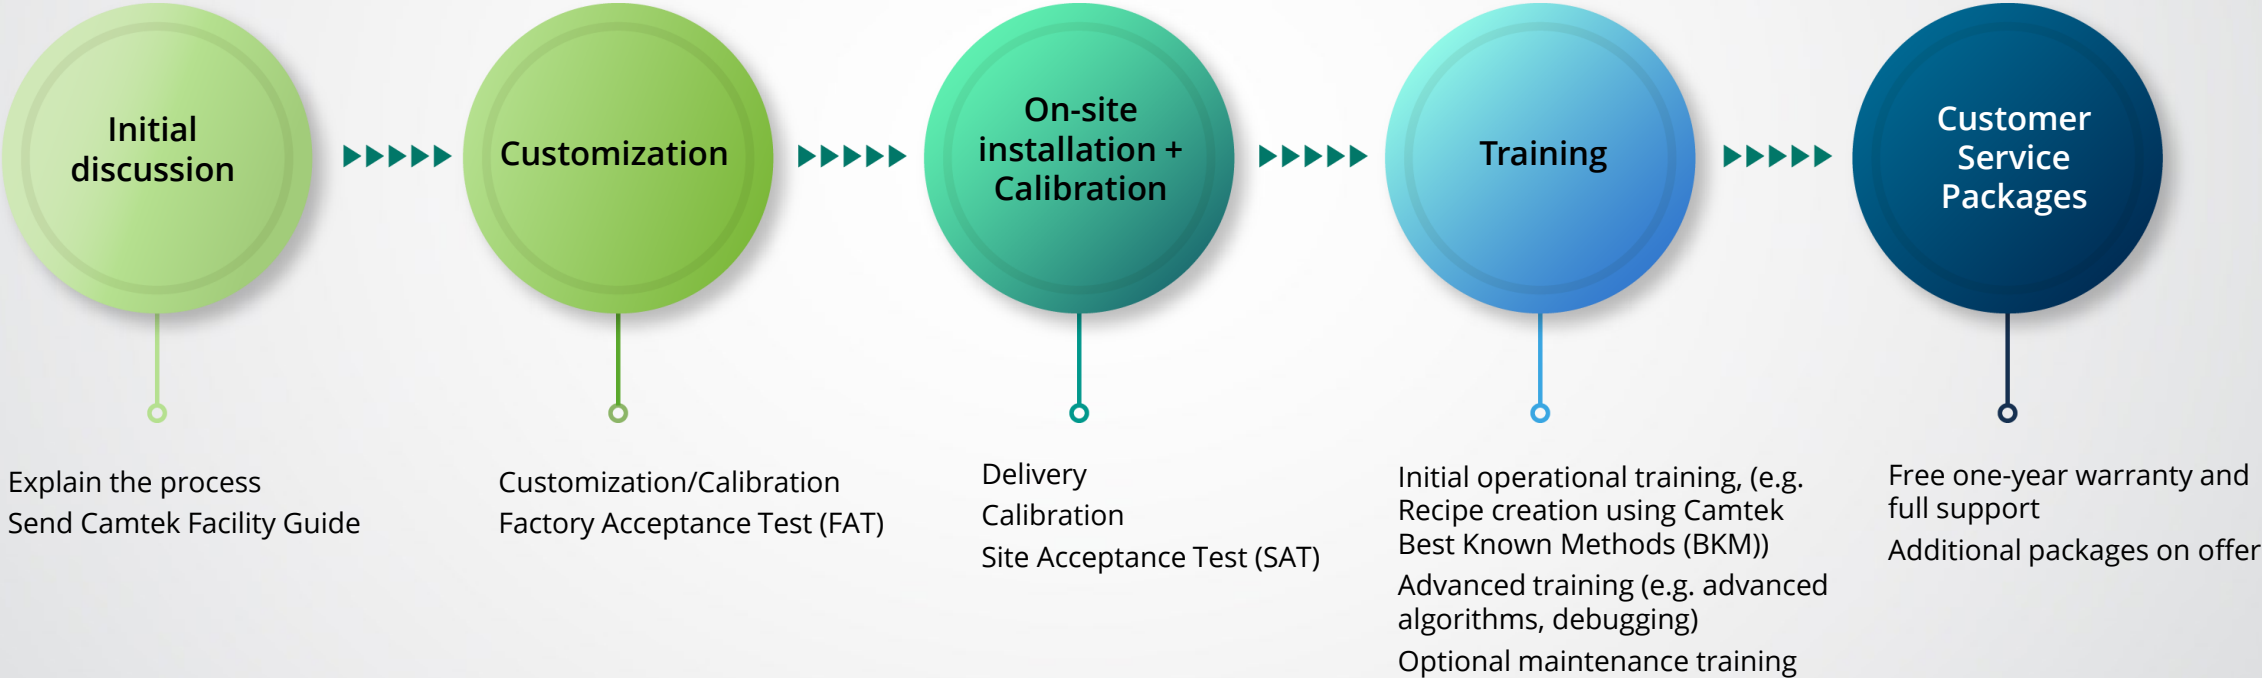 Initial
discussion
Customization
On-site
installation +
Calibration
Training
Customer
Service
Packages
Explain the process
Send Camtek Facility Guide
Customization/Calibration
Factory Acceptance Test (FAT)
Delivery
Calibration
Site Acceptance Test (SAT)
Initial operational training, (e.g.
Recipe creation using Camtek
Best Known Methods (BKM))
Advanced training (e.g. advanced
algorithms, debugging)
Optional maintenance training
Free one-year warranty and
full support
Additional packages on offer